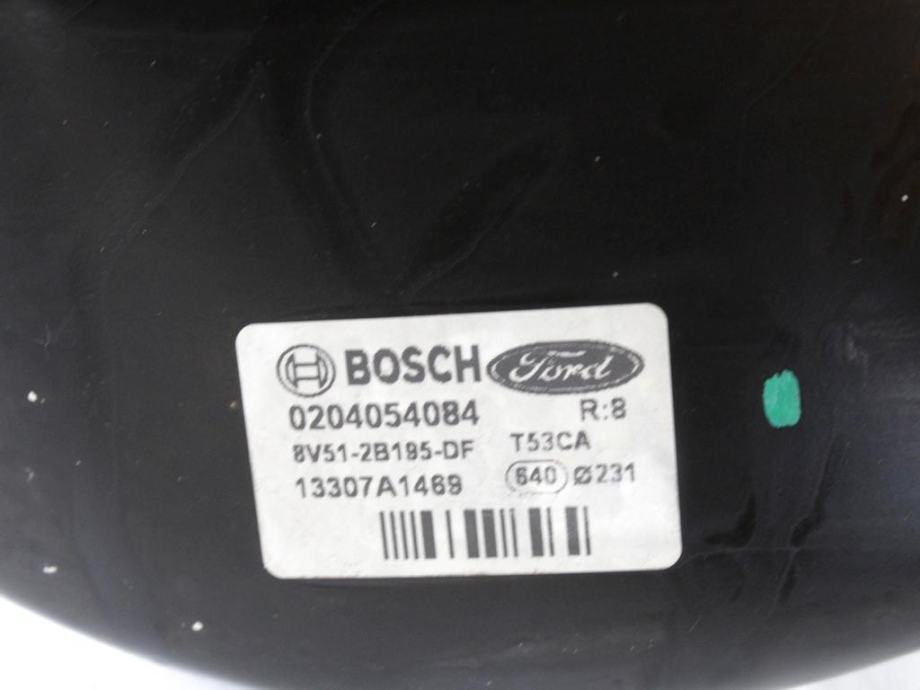 BOSCH Ford
0204054084 R:8
8V51-2B195-DF T53CA
13307A1469 640 Ø231